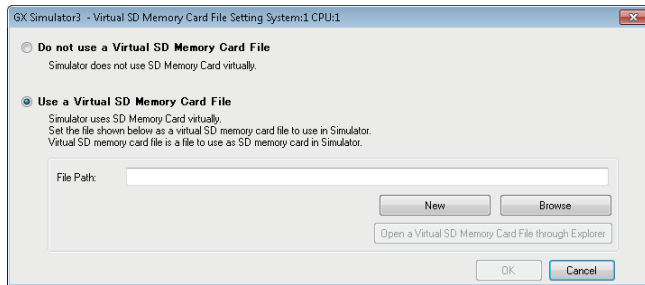 GX Simulator3 - Virtual SD Memory Card File Setting System:1 CPU:1
Do not use a Virtual SD Memory Card File
Simulator does not use SD Memory Card virtually.
Use a Virtual SD Memory Card File
Simulator uses SD Memory Card virtually.
Set the file shown below as a virtual SD memory card file to use in Simulator.
Virtual SD memory card file is a file to use as SD memory card in Simulator.
File Path:
New Browse
Open a Virtual SD Memory Card File through Explorer
OK Cancel